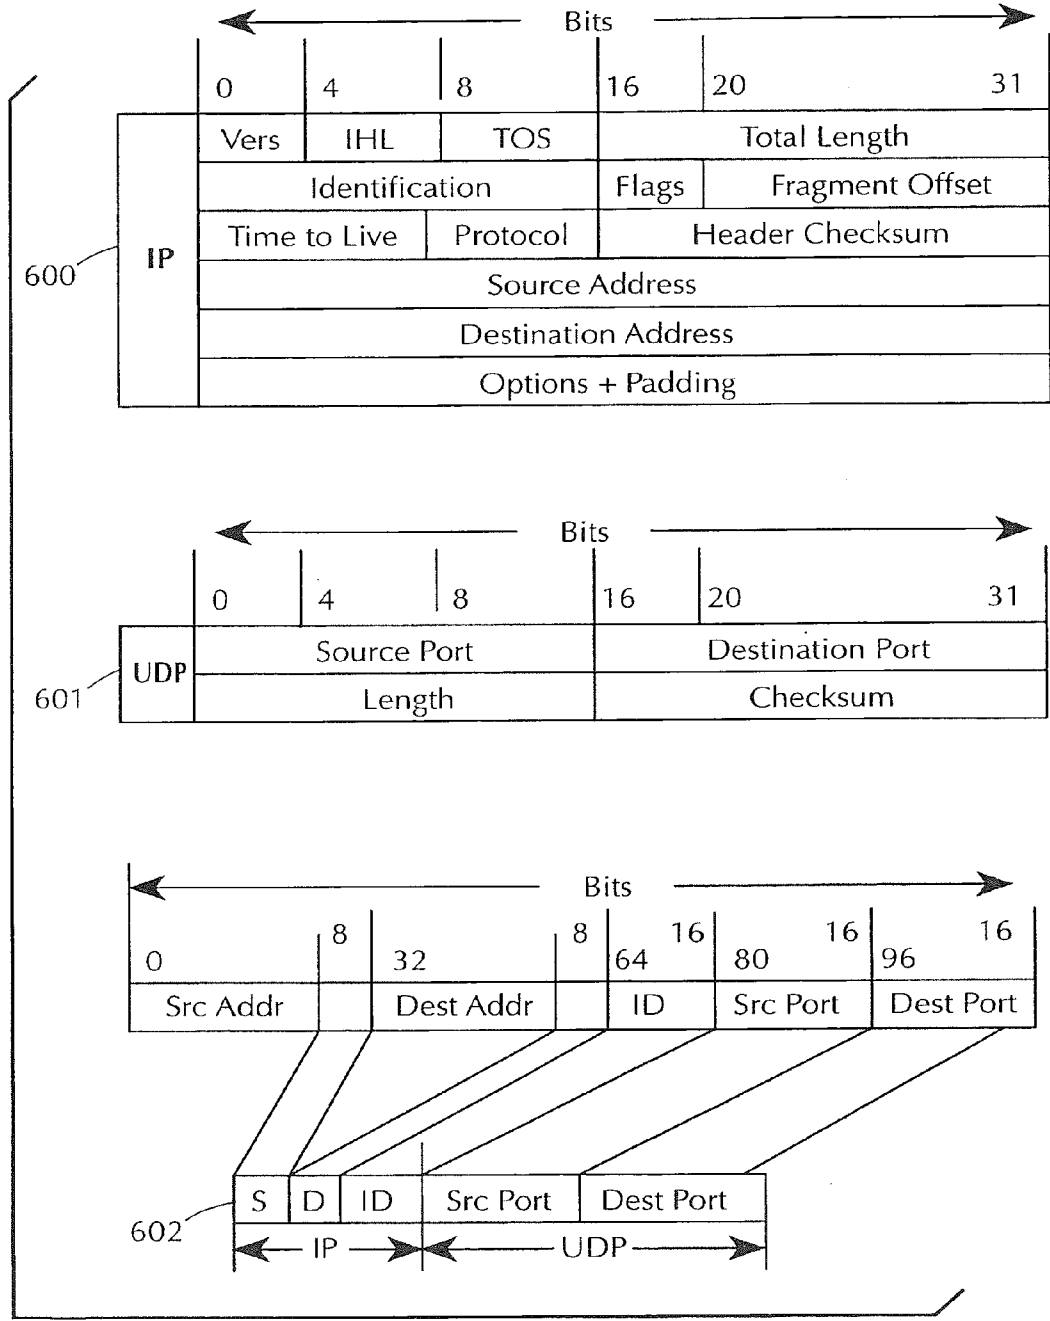 Bits
0 4 8 16 20 31
Vers IHL TOS Total Length
Identification Flags Fragment Offset
Time to Live Protocol Header Checksum
600 IP
Source Address
Destination Address
Options + Padding
Bits
0 4 8 16 20 31
Source Port Destination Port
601 UDP
Length Checksum
Bits
8 8 16 16 16
0 32 64 80 96
Src Addr Dest Addr ID Src Port Dest Port
602 S D ID Src Port Dest Port
IP UDP